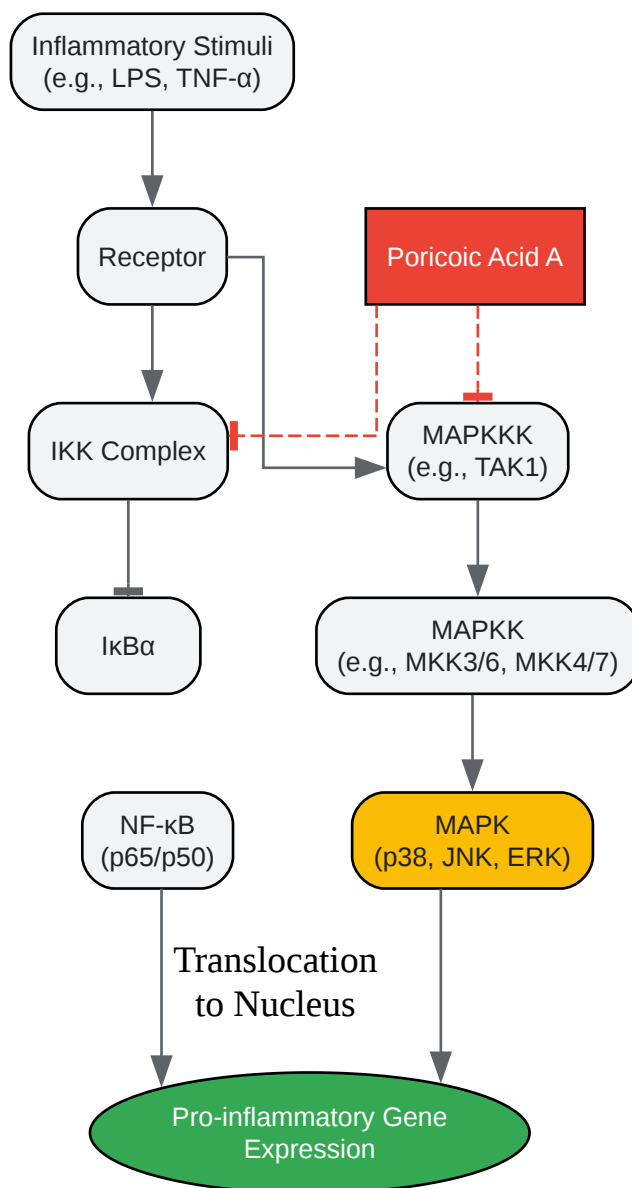 Inflammatory Stimuli
(e.g., LPS, TNF-α)
Receptor
Poricoic Acid A
IKK Complex
MAPKKK
(e.g., TAK1)
IκBα
MAPKK
(e.g., MKK3/6, MKK4/7)
NF-κB
(p65/p50)
MAPK
(p38, JNK, ERK)
Translocation
to Nucleus
Pro-inflammatory Gene
Expression